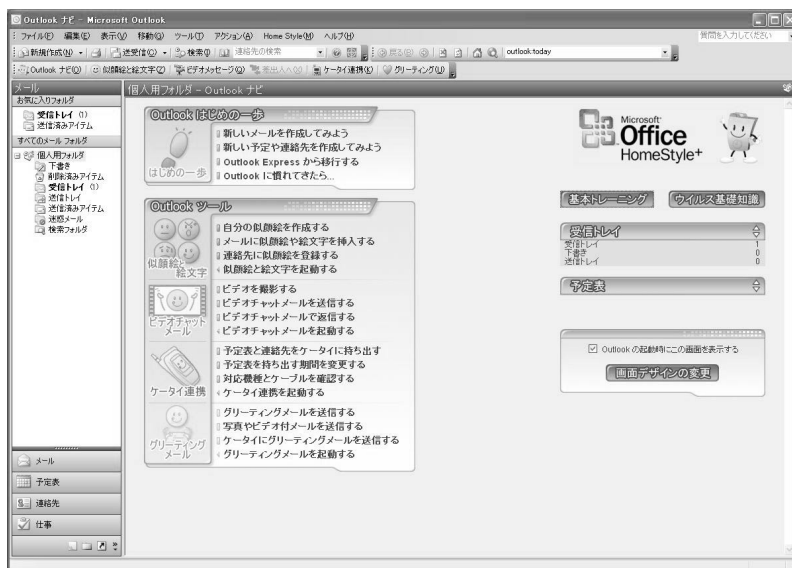 Outlook ナビ - Microsoft Outlook
ファイル(F) 編集(E) 表示(V) 移動(G) ツール(T) アクション(A) Home Style(M) ヘルプ(H)
質問を入力してください
新規作成(N) 送受信(C) 検索(I) 連絡先の検索 戻る(B) outlook:today
Outlook ナビ(O) 似顔絵と絵文字(Z) ビデオメッセージ(Q) 差出人へ(X) ケータイ連携(K) グリーティング(U)
メール
個人用フォルダ - Outlook ナビ
お気に入りフォルダ
受信トレイ (1)
送信済みアイテム
すべてのメール フォルダ
個人用フォルダ
下書き
削除済みアイテム
受信トレイ (1)
送信トレイ
送信済みアイテム
迷惑メール
検索フォルダ
メール
予定表
連絡先
仕事
Outlook はじめの一歩
はじめの一歩
新しいメールを作成してみよう
新しい予定や連絡先を作成してみよう
Outlook Express から移行する
Outlook に慣れてきたら...
Outlook ツール
似顔絵と
絵文字
自分の似顔絵を作成する
メールに似顔絵や絵文字を挿入する
連絡先に似顔絵を登録する
似顔絵と絵文字を起動する
ビデオチャット
メール
ビデオを撮影する
ビデオチャットメールを送信する
ビデオチャットメールで返信する
ビデオチャットメールを起動する
ケータイ連携
予定表と連絡先をケータイに持ち出す
予定表を持ち出す期間を変更する
対応機種とケーブルを確認する
ケータイ連携を起動する
グリーティング
メール
グリーティングメールを送信する
写真やビデオ付メールを送信する
ケータイにグリーティングメールを送信する
グリーティングメールを起動する
Microsoft
Office
HomeStyle+
基本トレーニング ウイルス基礎知識
受信トレイ
受信トレイ 1
下書き 0
送信トレイ 0
予定表
Outlook の起動時にこの画面を表示する
画面デザインの変更